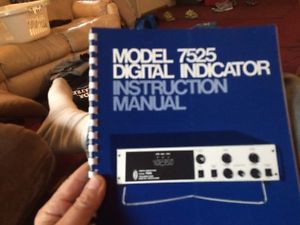 MODEL 7525
DIGITAL INDICATOR
INSTRUCTION
MANUAL